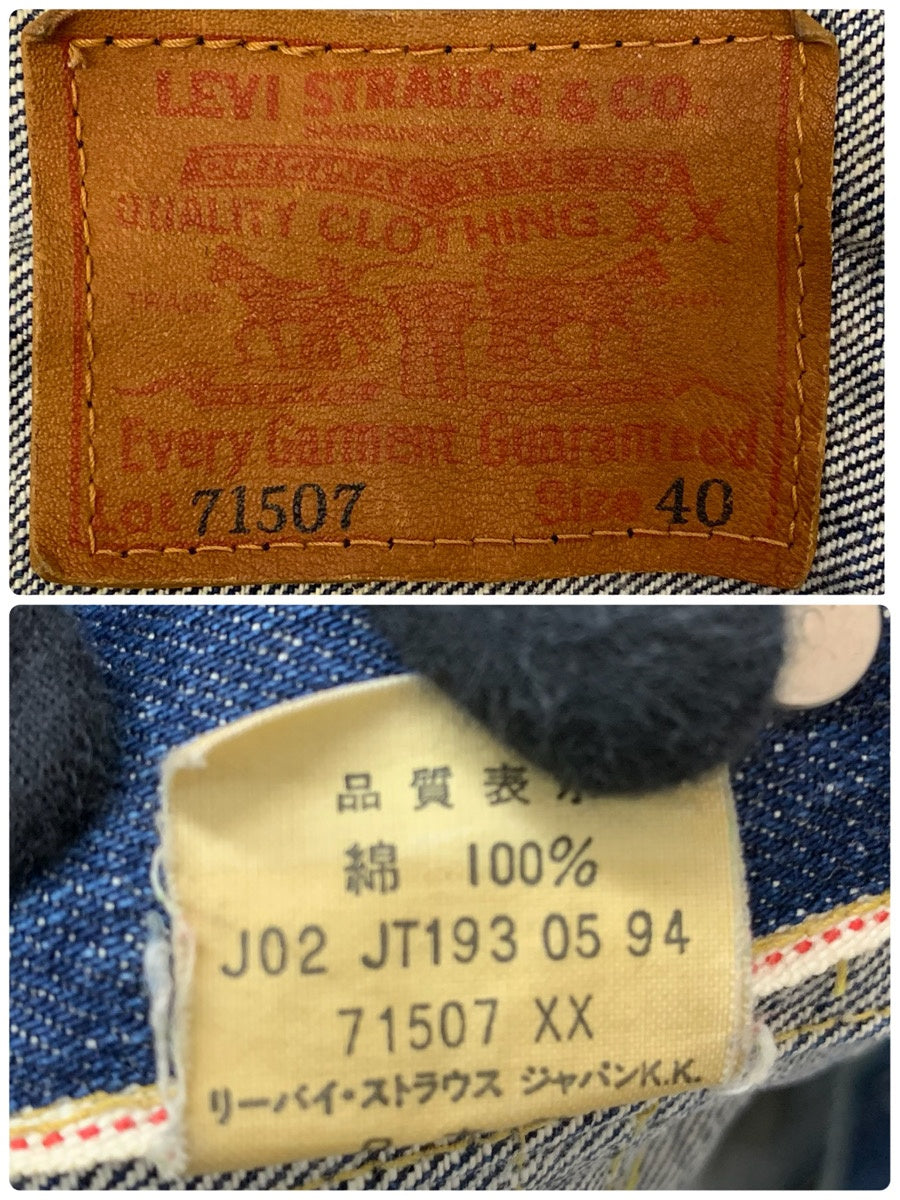 LEVI STRAUSS & CO.
QUALITY CLOTHING. XX
TRADE MARK
Every Garment Guaranteed
Lot 71507 Size 40
品質表示
綿 100%
J02 JT193 05 94
71507 XX
リーバイ・ストラウス ジャパンK.K.